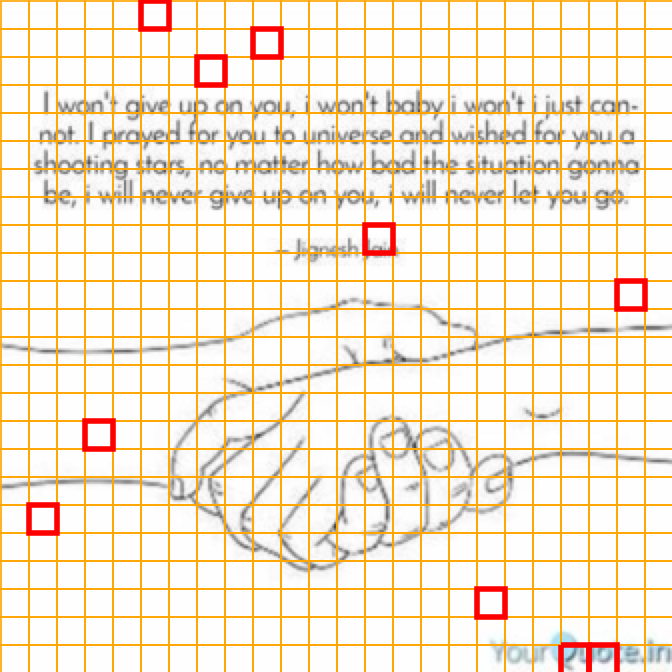 I won't give up on you, i won't baby i won't i just can-
not. I prayed for you to universe and wished for you a
shooting stars, no matter how bad the situation gonna
be, i will never give up on you, i will never let you go.
-- Jignesh Jain
YourQuote.in